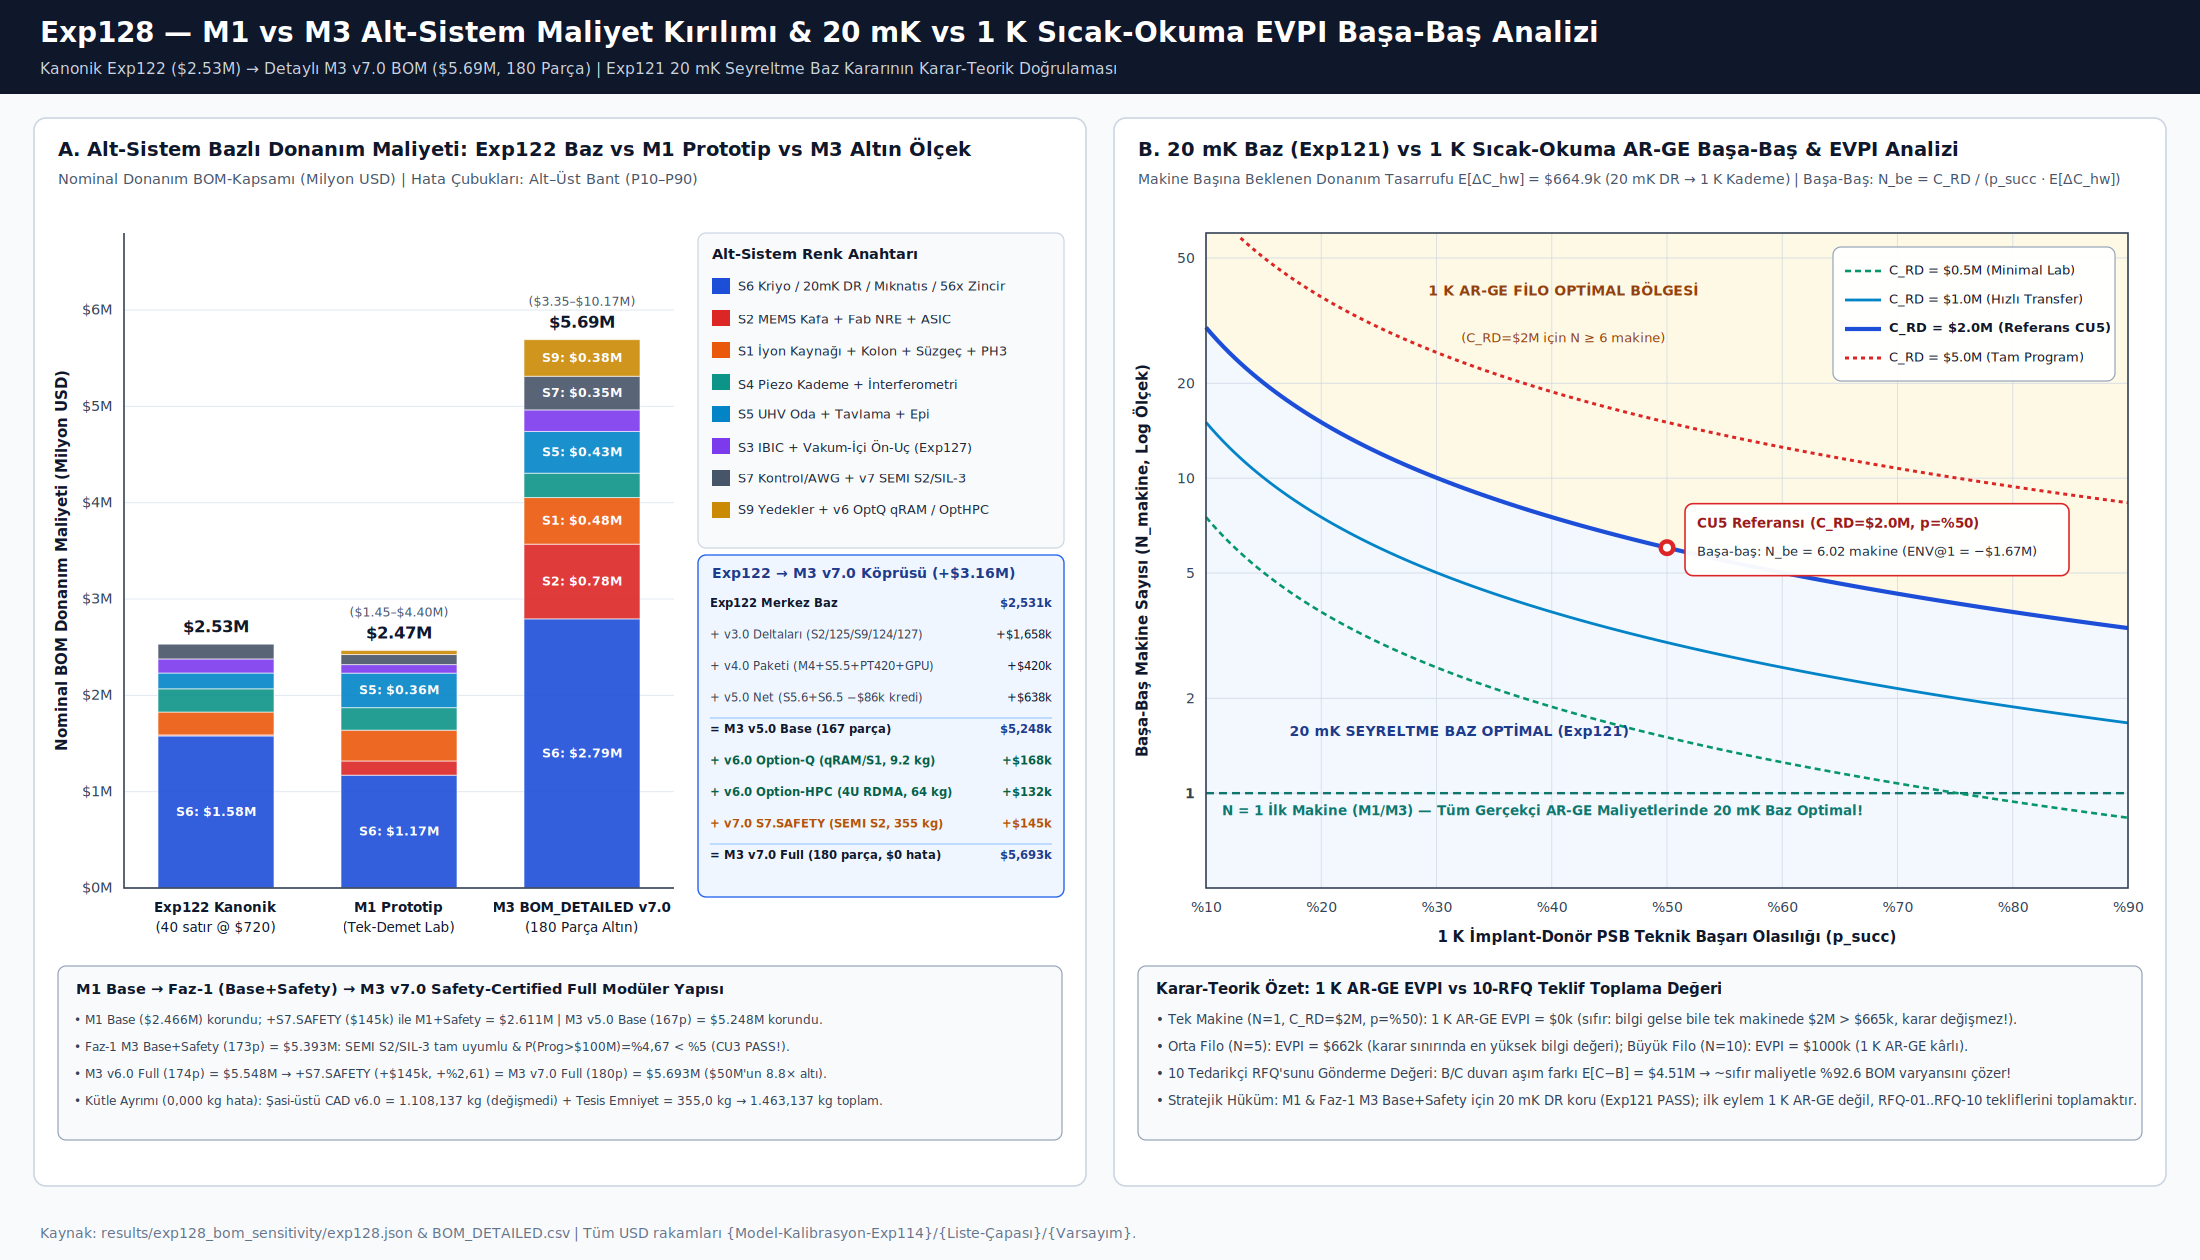 Exp128 — M1 vs M3 Alt-Sistem Maliyet Kırılımı & 20 mK vs 1 K Sıcak-Okuma EVPI Başa-Baş Analizi
Kanonik Exp122 ($2.53M) → Detaylı M3 v7.0 BOM ($5.69M, 180 Parça) | Exp121 20 mK Seyreltme Baz Kararının Karar-Teorik Doğrulaması
A. Alt-Sistem Bazlı Donanım Maliyeti: Exp122 Baz vs M1 Prototip vs M3 Altın Ölçek
Nominal Donanım BOM-Kapsamı (Milyon USD) | Hata Çubukları: Alt–Üst Bant (P10–P90)
Nominal BOM Donanım Maliyeti (Milyon USD)
$6M
$5M
$4M
$3M
$2M
$1M
$0M
$2.53M
S6: $1.58M
($1.45–$4.40M)
$2.47M
S5: $0.36M
S6: $1.17M
($3.35–$10.17M)
$5.69M
S9: $0.38M
S7: $0.35M
S5: $0.43M
S1: $0.48M
S2: $0.78M
S6: $2.79M
Exp122 Kanonik
(40 satır @ $720)
M1 Prototip
(Tek-Demet Lab)
M3 BOM_DETAILED v7.0
(180 Parça Altın)
Alt-Sistem Renk Anahtarı
S6 Kriyo / 20mK DR / Mıknatıs / 56x Zincir
S2 MEMS Kafa + Fab NRE + ASIC
S1 İyon Kaynağı + Kolon + Süzgeç + PH3
S4 Piezo Kademe + İnterferometri
S5 UHV Oda + Tavlama + Epi
S3 IBIC + Vakum-İçi Ön-Uç (Exp127)
S7 Kontrol/AWG + v7 SEMI S2/SIL-3
S9 Yedekler + v6 OptQ qRAM / OptHPC
Exp122 → M3 v7.0 Köprüsü (+$3.16M)
Exp122 Merkez Baz $2,531k
+ v3.0 Deltaları (S2/125/S9/124/127) +$1,658k
+ v4.0 Paketi (M4+S5.5+PT420+GPU) +$420k
+ v5.0 Net (S5.6+S6.5 −$86k kredi) +$638k
= M3 v5.0 Base (167 parça) $5,248k
+ v6.0 Option-Q (qRAM/S1, 9.2 kg) +$168k
+ v6.0 Option-HPC (4U RDMA, 64 kg) +$132k
+ v7.0 S7.SAFETY (SEMI S2, 355 kg) +$145k
= M3 v7.0 Full (180 parça, $0 hata) $5,693k
M1 Base → Faz-1 (Base+Safety) → M3 v7.0 Safety-Certified Full Modüler Yapısı
• M1 Base ($2.466M) korundu; +S7.SAFETY ($145k) ile M1+Safety = $2.611M | M3 v5.0 Base (167p) = $5.248M korundu.
• Faz-1 M3 Base+Safety (173p) = $5.393M: SEMI S2/SIL-3 tam uyumlu & P(Prog>$100M)=%4,67 < %5 (CU3 PASS!).
• M3 v6.0 Full (174p) = $5.548M → +S7.SAFETY (+$145k, +%2,61) = M3 v7.0 Full (180p) = $5.693M ($50M'un 8.8× altı).
• Kütle Ayrımı (0,000 kg hata): Şasi-üstü CAD v6.0 = 1.108,137 kg (değişmedi) + Tesis Emniyet = 355,0 kg → 1.463,137 kg toplam.
B. 20 mK Baz (Exp121) vs 1 K Sıcak-Okuma AR-GE Başa-Baş & EVPI Analizi
Makine Başına Beklenen Donanım Tasarrufu E[ΔC_hw] = $664.9k (20 mK DR → 1 K Kademe) | Başa-Baş: N_be = C_RD / (p_succ · E[ΔC_hw])
Başa-Baş Makine Sayısı (N_makine, Log Ölçek)
50
20
10
5
2
1
1 K AR-GE FİLO OPTİMAL BÖLGESİ
(C_RD=$2M için N ≥ 6 makine)
C_RD = $0.5M (Minimal Lab)
C_RD = $1.0M (Hızlı Transfer)
C_RD = $2.0M (Referans CU5)
C_RD = $5.0M (Tam Program)
CU5 Referansı (C_RD=$2.0M, p=%50)
Başa-baş: N_be = 6.02 makine (ENV@1 = −$1.67M)
20 mK SEYRELTME BAZ OPTİMAL (Exp121)
N = 1 İlk Makine (M1/M3) — Tüm Gerçekçi AR-GE Maliyetlerinde 20 mK Baz Optimal!
%10 %20 %30 %40 %50 %60 %70 %80 %90
1 K İmplant-Donör PSB Teknik Başarı Olasılığı (p_succ)
Karar-Teorik Özet: 1 K AR-GE EVPI vs 10-RFQ Teklif Toplama Değeri
• Tek Makine (N=1, C_RD=$2M, p=%50): 1 K AR-GE EVPI = $0k (sıfır: bilgi gelse bile tek makinede $2M > $665k, karar değişmez!).
• Orta Filo (N=5): EVPI = $662k (karar sınırında en yüksek bilgi değeri); Büyük Filo (N=10): EVPI = $1000k (1 K AR-GE kârlı).
• 10 Tedarikçi RFQ'sunu Gönderme Değeri: B/C duvarı aşım farkı E[C−B] = $4.51M → ~sıfır maliyetle %92.6 BOM varyansını çözer!
• Stratejik Hüküm: M1 & Faz-1 M3 Base+Safety için 20 mK DR koru (Exp121 PASS); ilk eylem 1 K AR-GE değil, RFQ-01..RFQ-10 tekliflerini toplamaktır.
Kaynak: results/exp128_bom_sensitivity/exp128.json & BOM_DETAILED.csv | Tüm USD rakamları {Model-Kalibrasyon-Exp114}/{Liste-Çapası}/{Varsayım}.